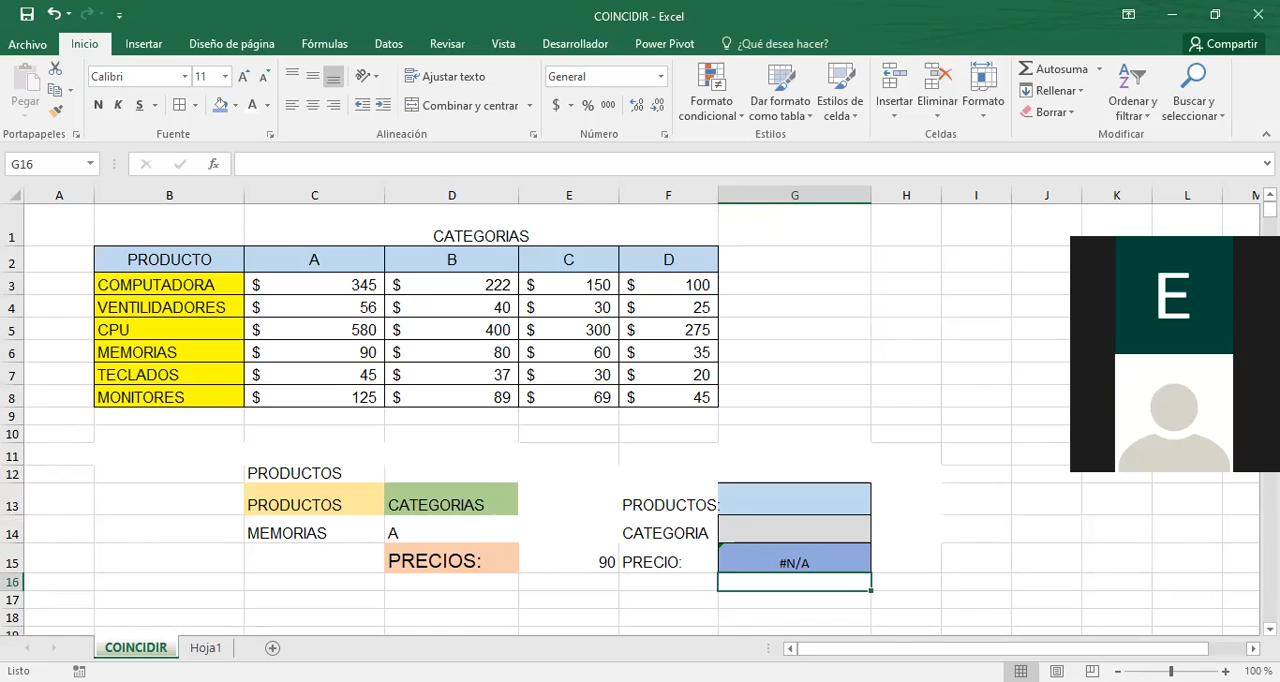 COINCIDIR - Excel
Archivo Inicio Insertar Diseño de página Fórmulas Datos Revisar Vista Desarrollador Power Pivot ¿Qué desea hacer? Compartir
Pegar
Calibri 11
N K S
A A
A
Ajustar texto
Combinar y centrar
General
$ % 000
Formato condicional
Dar formato como tabla
Estilos de celda
Insertar Eliminar Formato
Autosuma
Rellenar
Borrar
Ordenar y filtrar
Buscar y seleccionar
Portapapeles Fuente Alineación Número Estilos Celdas Modificar
G16 fx
A B C D E F G H I J K L M
1 CATEGORIAS
2 PRODUCTO A B C D
3 COMPUTADORA $ 345 $ 222 $ 150 $ 100
4 VENTILIDADORES $ 56 $ 40 $ 30 $ 25
5 CPU $ 580 $ 400 $ 300 $ 275
6 MEMORIAS $ 90 $ 80 $ 60 $ 35
7 TECLADOS $ 45 $ 37 $ 30 $ 20
8 MONITORES $ 125 $ 89 $ 69 $ 45
9
10
11
12 PRODUCTOS
13 PRODUCTOS CATEGORIAS PRODUCTOS:
14 MEMORIAS A CATEGORIA
15 PRECIOS: 90 PRECIO: #N/A
16
17
18
19
E
COINCIDIR Hoja1
Listo 100 %